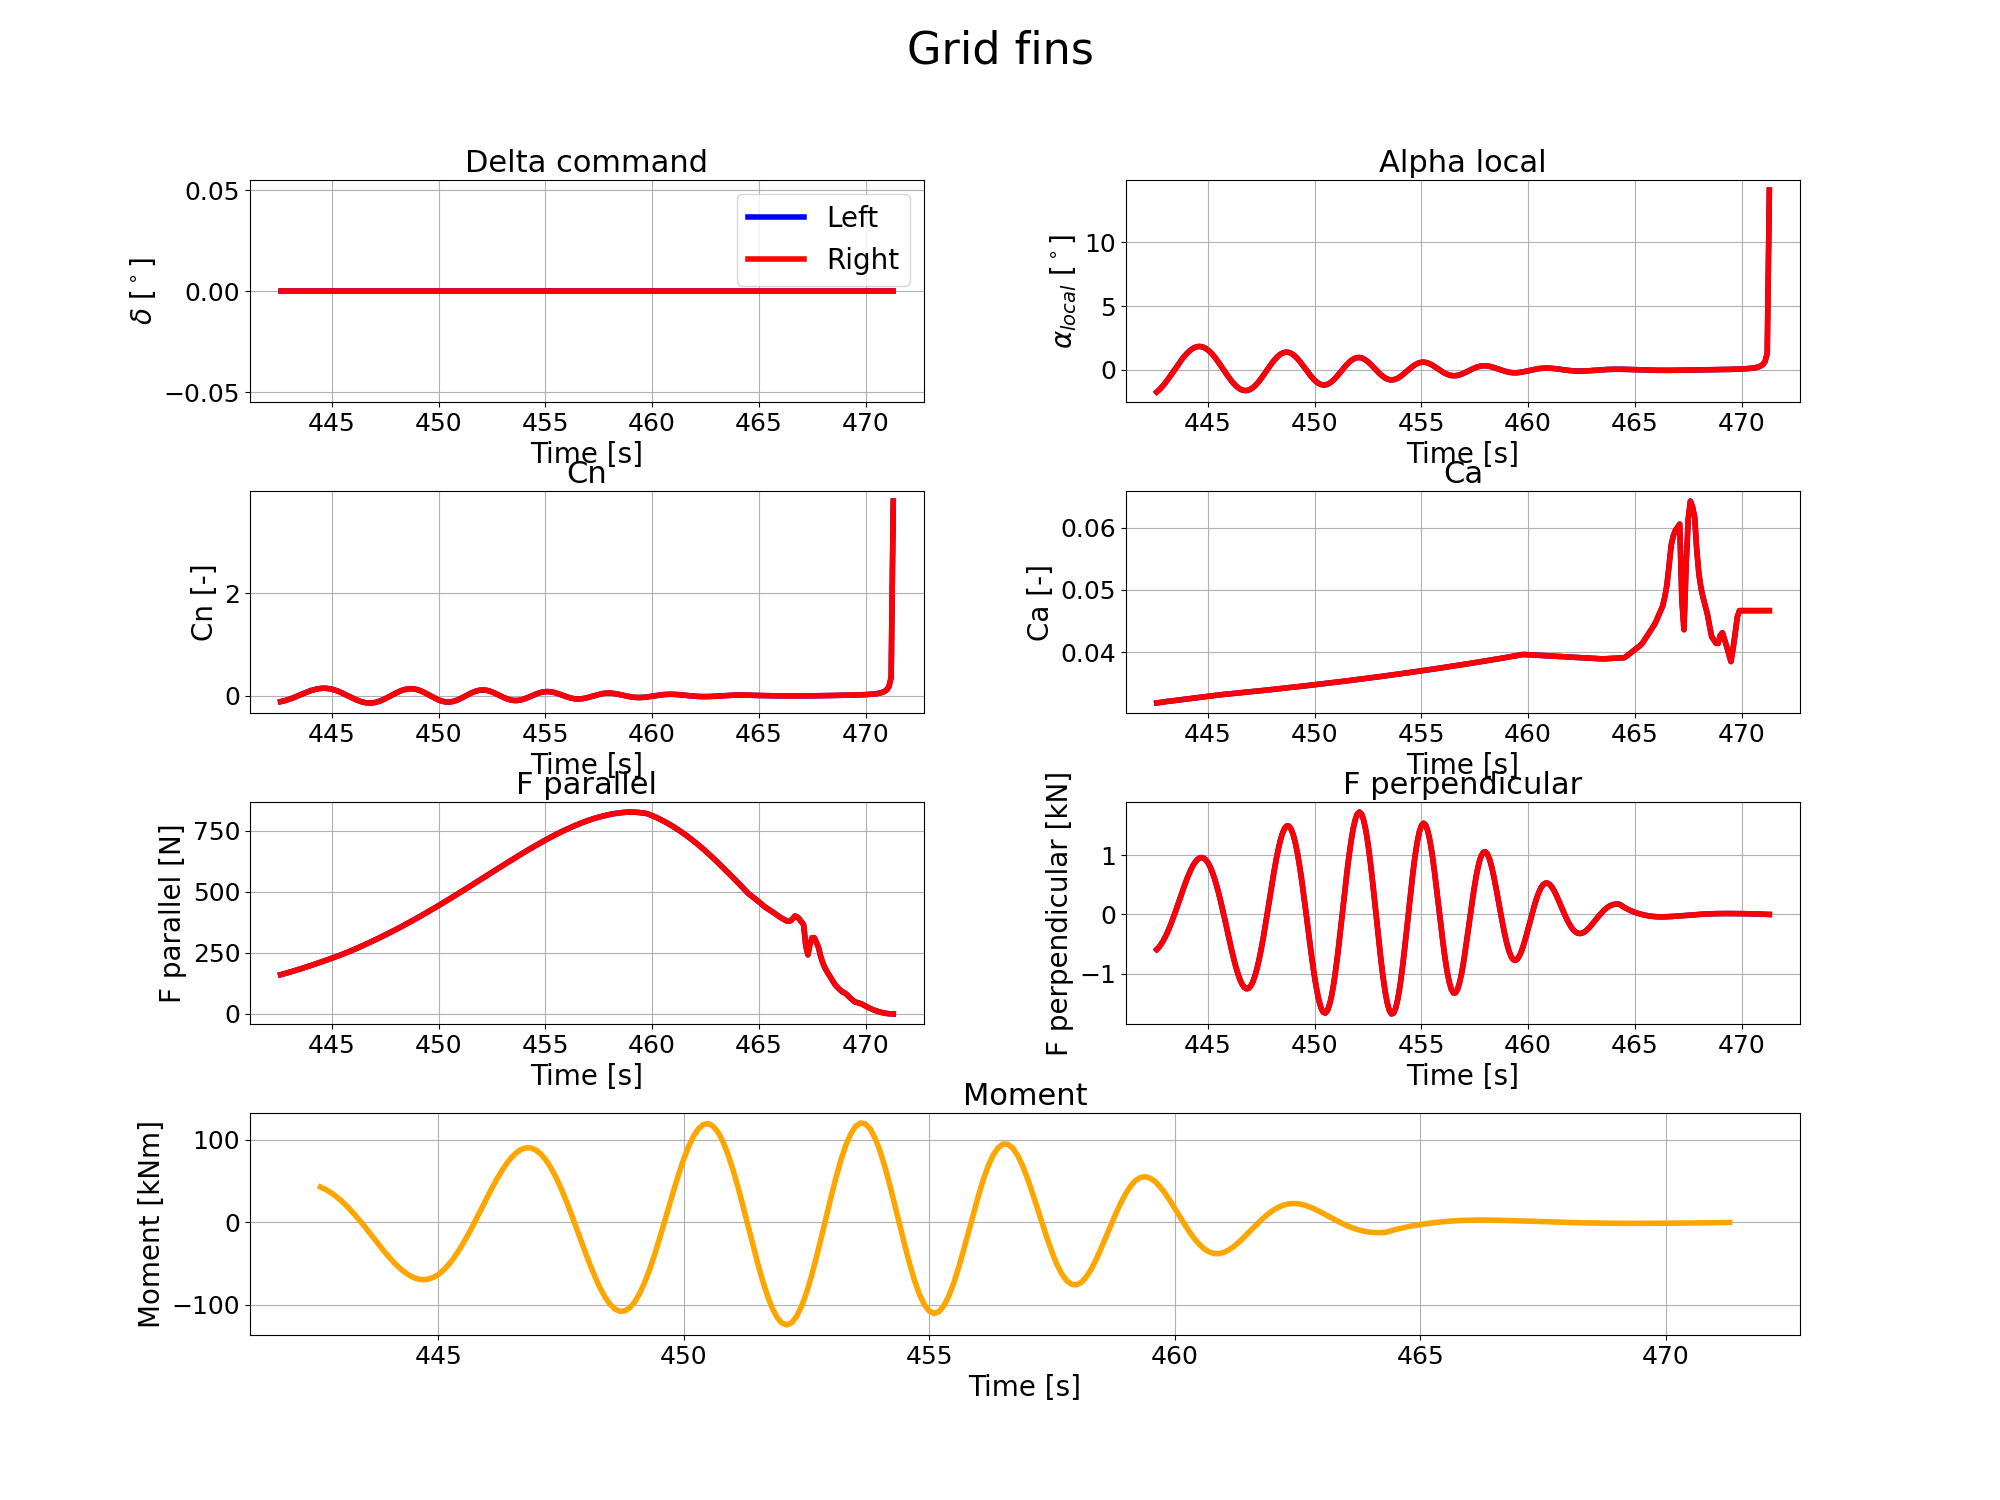 Grid fins
Delta command
0.05
0.00
−0.05
δ [°]
Left
Right
445 450 455 460 465 470
Time [s]
Alpha local
10
5
0
αlocal [°]
445 450 455 460 465 470
Time [s]
Cn
2
0
Cn [-]
445 450 455 460 465 470
Time [s]
Ca
0.06
0.05
0.04
Ca [-]
445 450 455 460 465 470
Time [s]
F parallel
750
500
250
0
F parallel [N]
445 450 455 460 465 470
Time [s]
F perpendicular
1
0
−1
F perpendicular [kN]
445 450 455 460 465 470
Time [s]
Moment
100
0
−100
Moment [kNm]
445 450 455 460 465 470
Time [s]